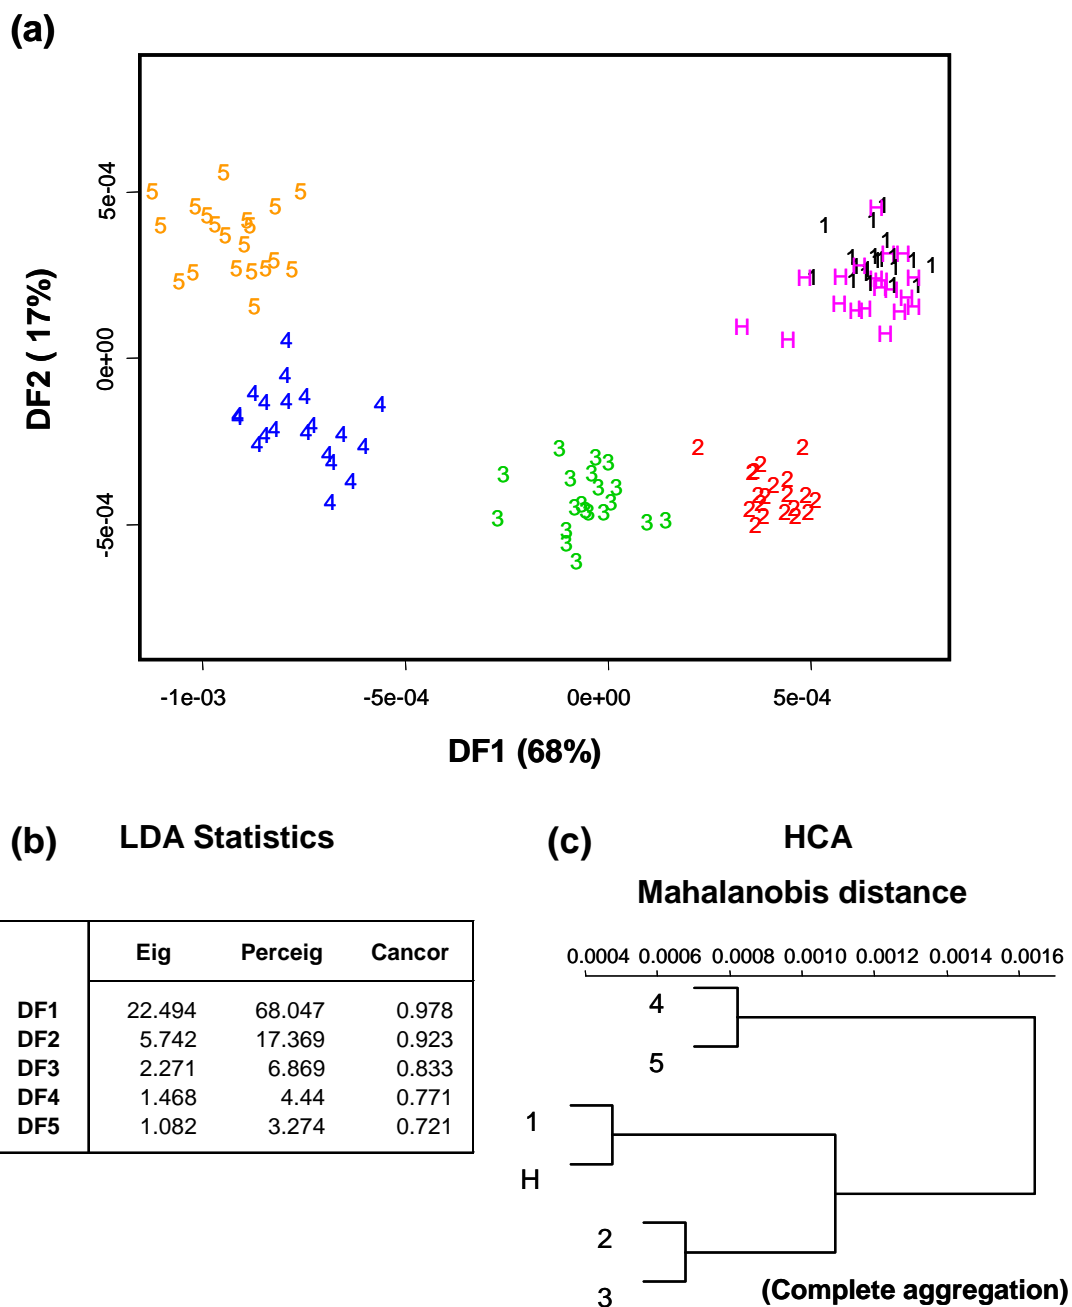 (a)
DF2 ( 17%)
5e-04
0e+00
-5e-04
-1e-03 -5e-04 0e+00 5e-04
DF1 (68%)
(b) LDA Statistics
Eig Perceig Cancor
DF1 22.494 68.047 0.978
DF2 5.742 17.369 0.923
DF3 2.271 6.869 0.833
DF4 1.468 4.44 0.771
DF5 1.082 3.274 0.721
(c) HCA
Mahalanobis distance
0.0004 0.0006 0.0008 0.0010 0.0012 0.0014 0.0016
4
5
1
H
2
3
(Complete aggregation)